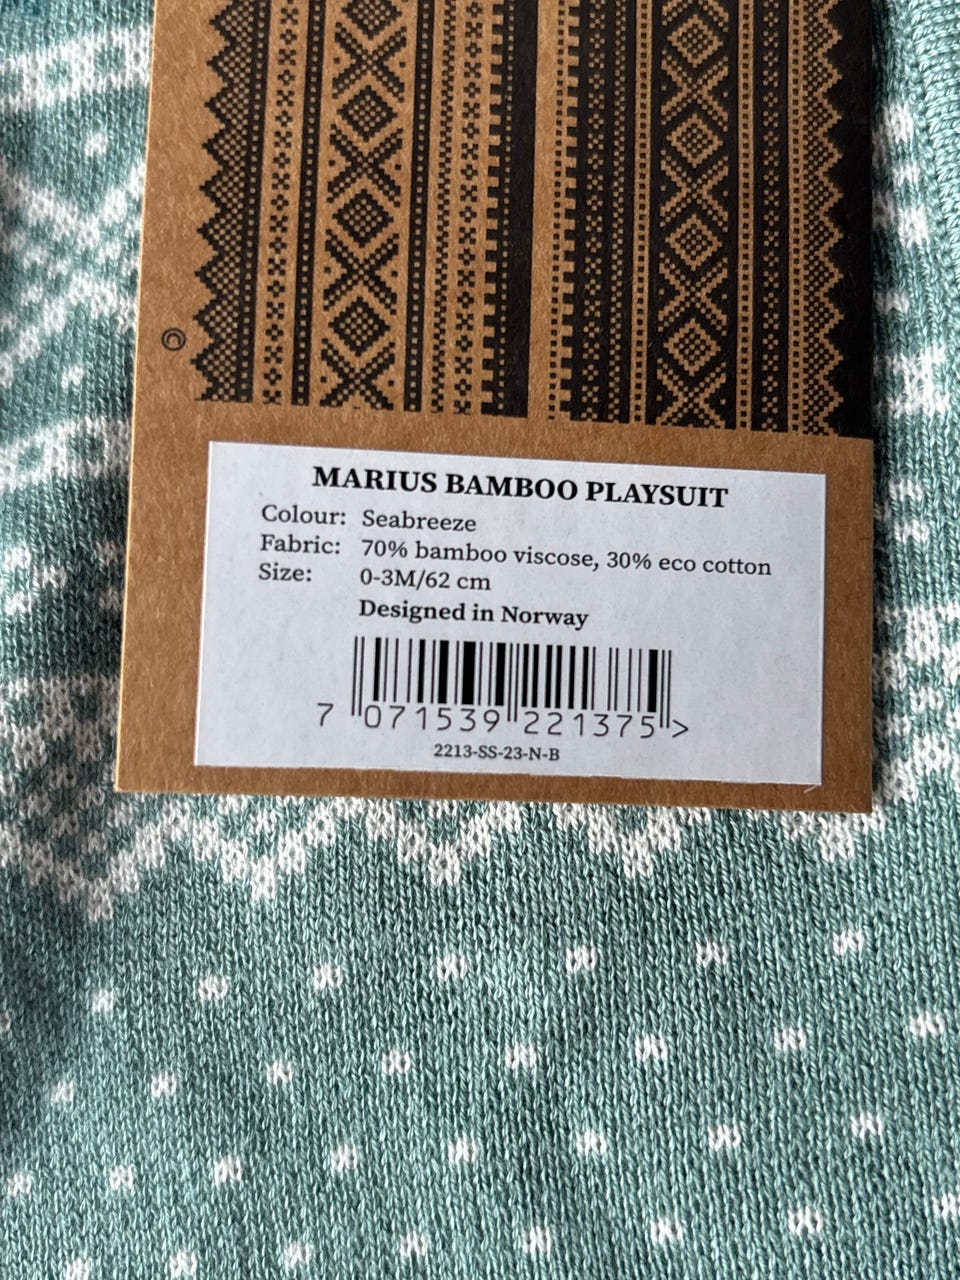 ©
MARIUS BAMBOO PLAYSUIT
Colour: Seabreeze
Fabric: 70% bamboo viscose, 30% eco cotton
Size: 0-3M/62 cm
Designed in Norway
7 071539 221375 >
2213-SS-23-N-B